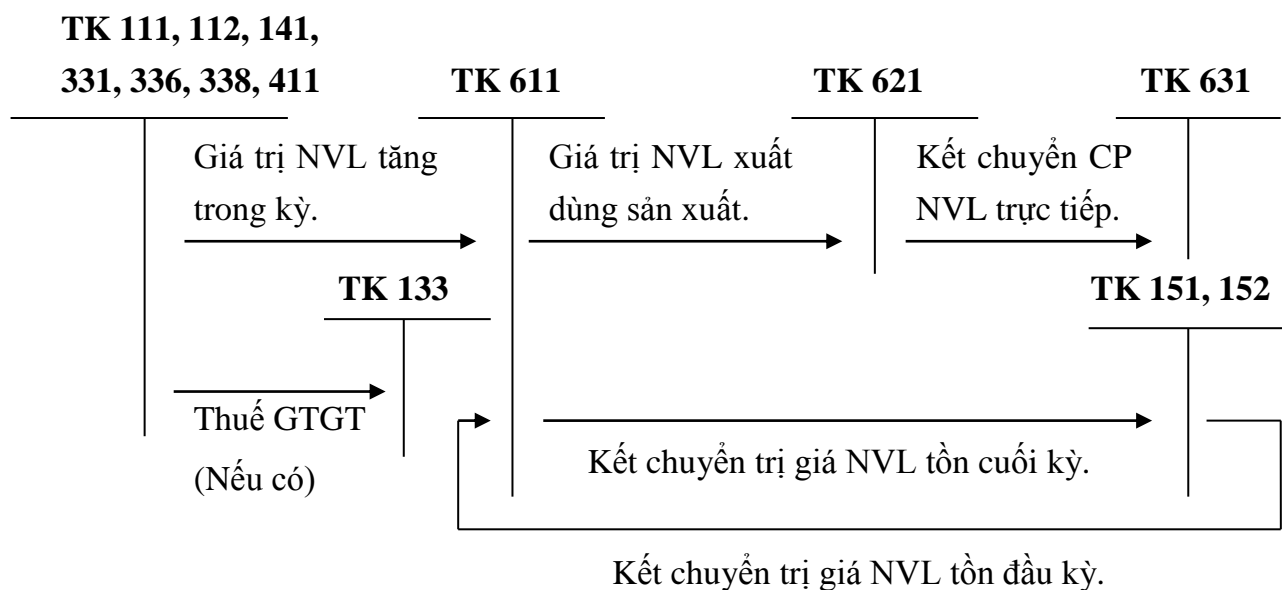 TK 111, 112, 141,
331, 336, 338, 411
TK 611
TK 621
TK 631
Giá trị NVL tăng
trong kỳ.
Giá trị NVL xuất
dùng sản xuất.
Kết chuyển CP
NVL trực tiếp.
TK 133
TK 151, 152
Thuế GTGT
(Nếu có)
Kết chuyển trị giá NVL tồn cuối kỳ.
Kết chuyển trị giá NVL tồn đầu kỳ.